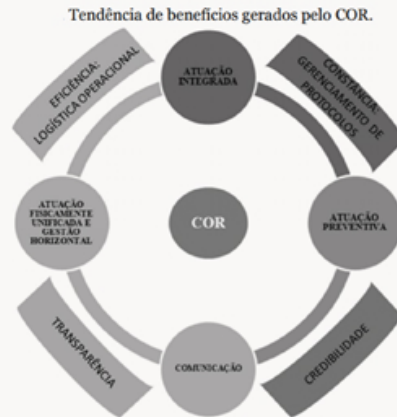 Tendência de benefícios gerados pelo COR.
EFICIÊNCIA:
LOGÍSTICA OPERACIONAL
ATUAÇÃO
INTEGRADA
CONSTÂNCIA:
GERENCIAMENTO DE
PROTOCOLOS
ATUAÇÃO
FISICAMENTE
UNIFICADA E
GESTÃO
HORIZONTAL
COR
ATUAÇÃO
PREVENTIVA
TRANSPARÊNCIA
COMUNICAÇÃO
CREDIBILIDADE